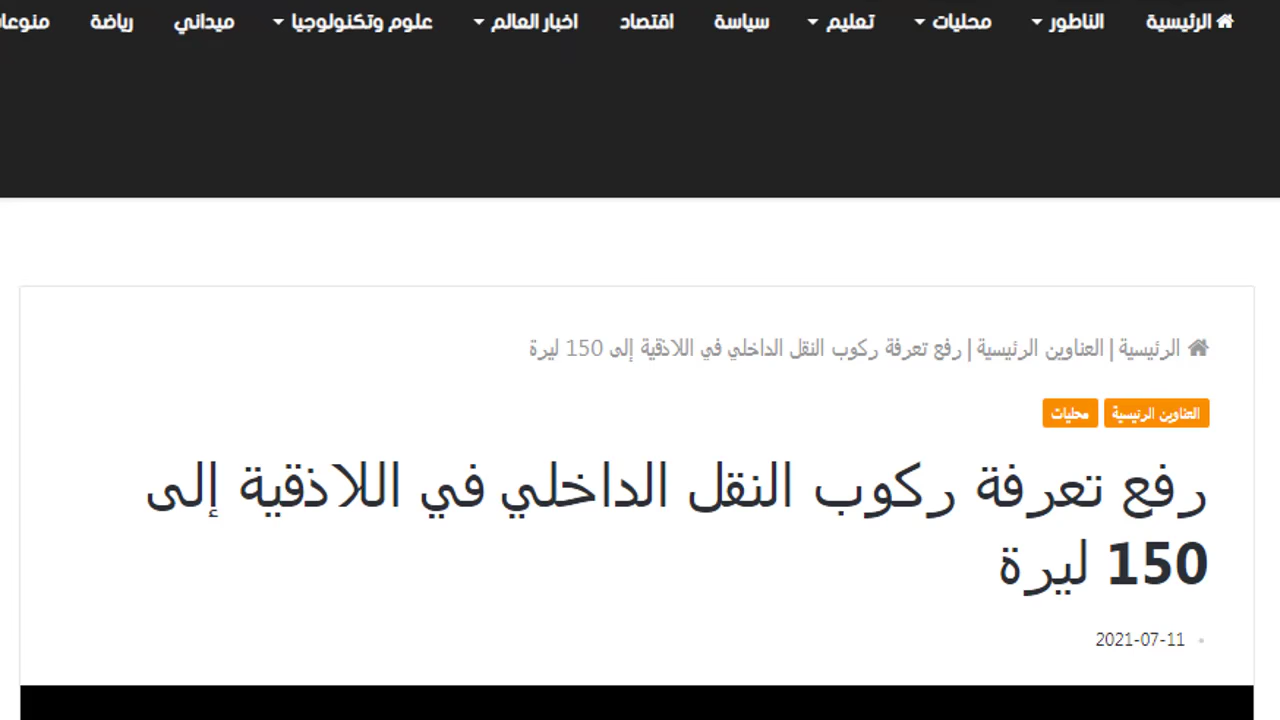 الرئيسية الناطور محليات تعليم سياسة اقتصاد اخبار العالم علوم وتكنولوجيا ميداني رياضة
الرئيسية | العناوين الرئيسية | رفع تعرفة ركوب النقل الداخلي في اللاذقية إلى 150 ليرة
العناوين الرئيسية محليات
رفع تعرفة ركوب النقل الداخلي في اللاذقية إلى
150 ليرة
2021-07-11